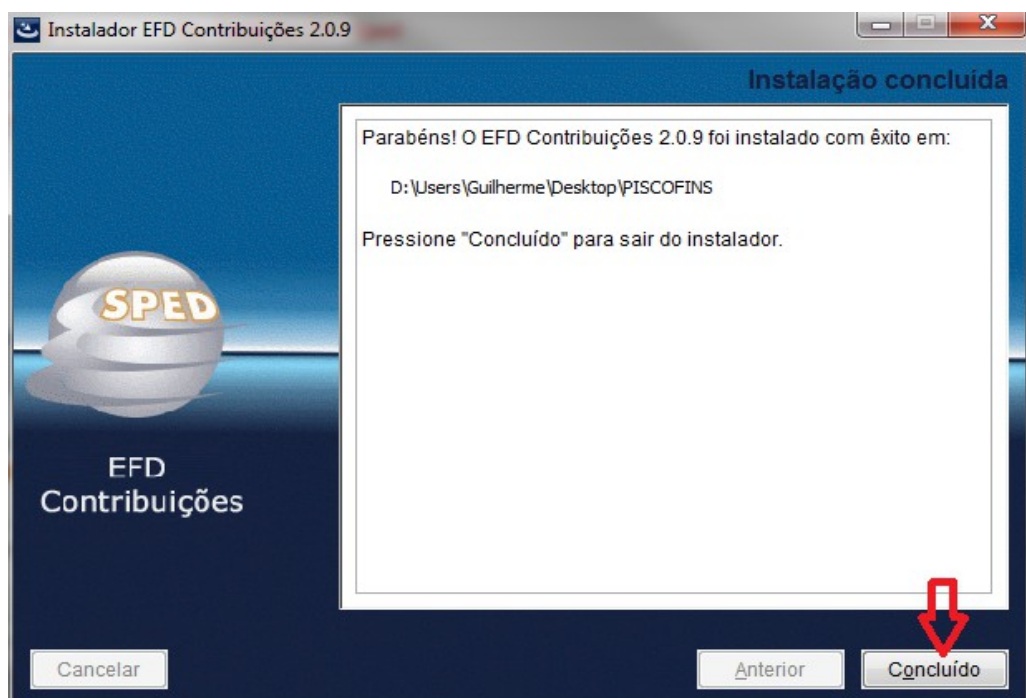 Instalador EFD Contribuições 2.0.9
Instalação concluída
Parabéns! O EFD Contribuições 2.0.9 foi instalado com êxito em:
D:\Users\Guilherme\Desktop\PISCOFINS
Pressione "Concluído" para sair do instalador.
SPED
EFD
Contribuições
Cancelar
Anterior
Concluído